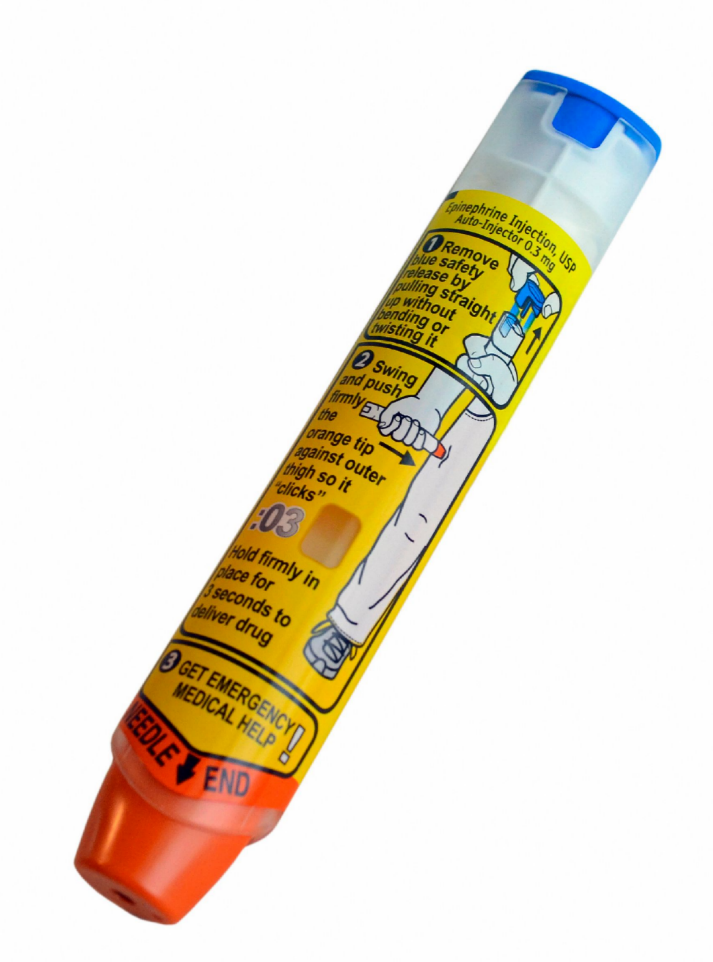 Epinephrine Injection, USP
Auto-Injector 0.3 mg
1 Remove
blue safety
release by
pulling straight
up without
bending or
twisting it
2 Swing
and push
firmly
the
orange tip
against outer
thigh so it
“clicks”
:03
Hold firmly in
place for
3 seconds to
deliver drug
3 GET EMERGENCY
MEDICAL HELP !
NEEDLE END